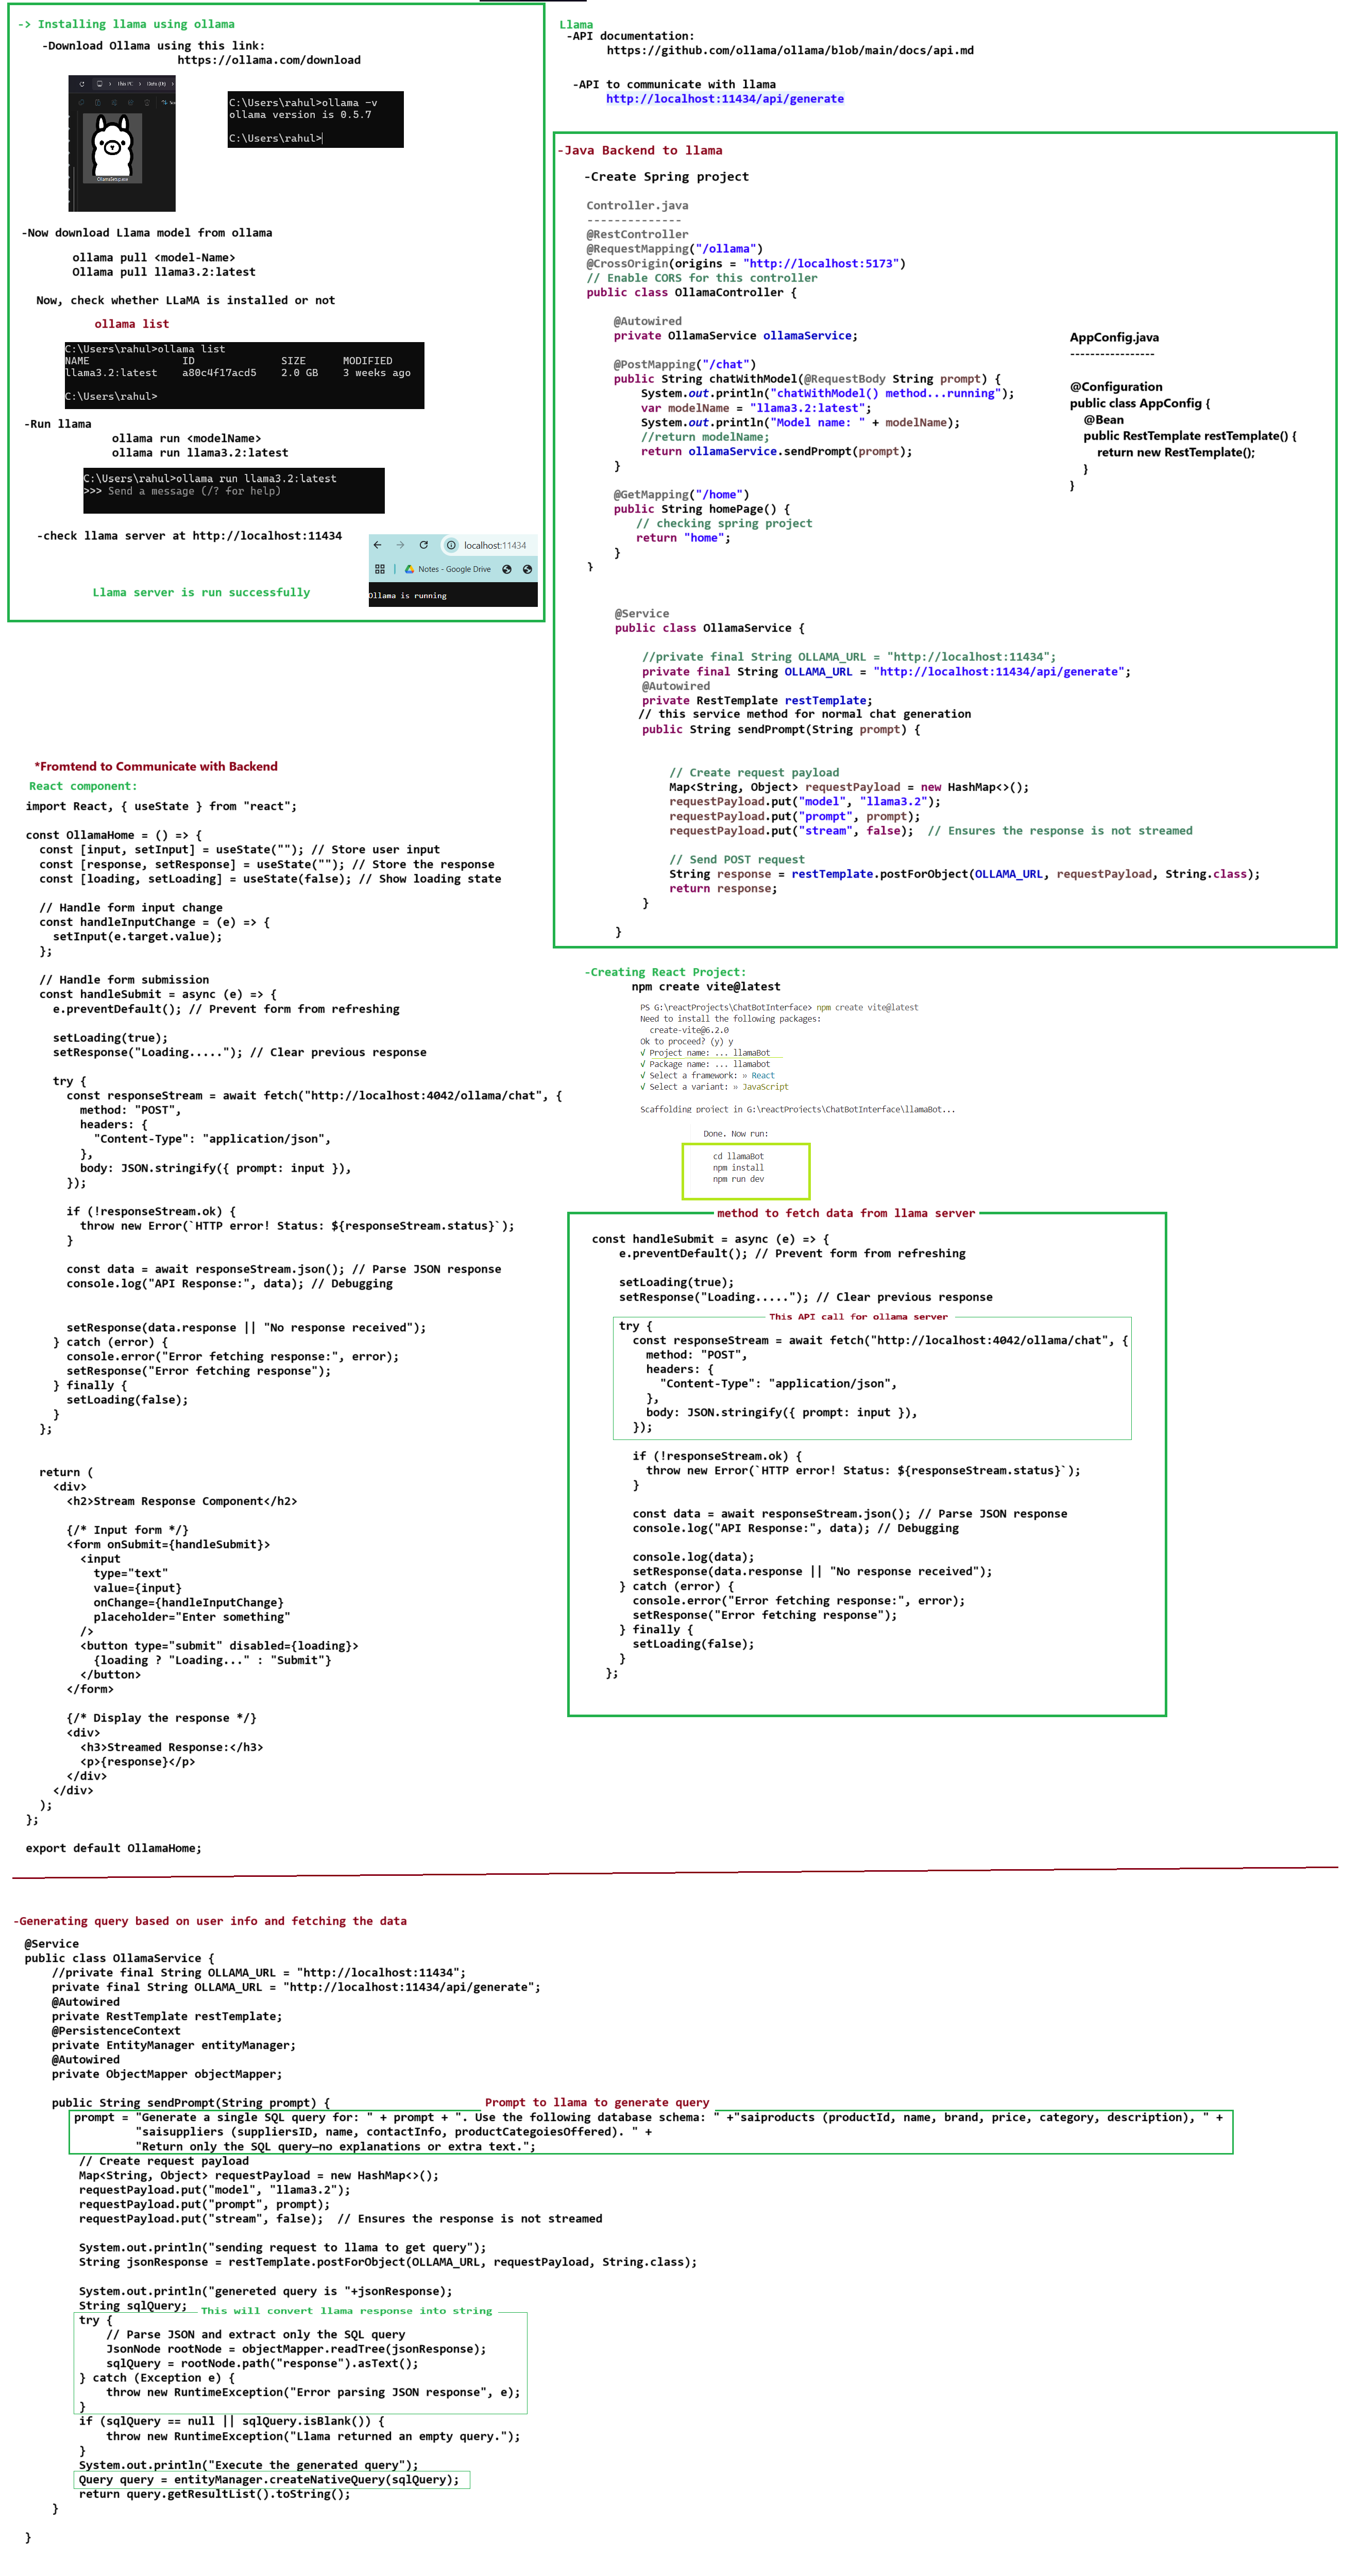 -> Installing llama using ollama
-Download Ollama using this link:
https://ollama.com/download
This PC
Data (D:)
OllamaSetup.exe
C:\Users\rahul>ollama -v
ollama version is 0.5.7
C:\Users\rahul>
-Now download Llama model from ollama
ollama pull <model-Name>
Ollama pull llama3.2:latest
Now, check whether LLaMA is installed or not
ollama list
C:\Users\rahul>ollama list
NAME ID SIZE MODIFIED
llama3.2:latest a80c4f17acd5 2.0 GB 3 weeks ago
C:\Users\rahul>
-Run llama
ollama run <modelName>
ollama run llama3.2:latest
C:\Users\rahul>ollama run llama3.2:latest
>>> Send a message (/? for help)
-check llama server at http://localhost:11434
localhost:11434
Notes - Google Drive
Ollama is running
Llama server is run successfully
Llama
-API documentation:
https://github.com/ollama/ollama/blob/main/docs/api.md
-API to communicate with llama
http://localhost:11434/api/generate
-Java Backend to llama
-Create Spring project
Controller.java
--------------
@RestController
@RequestMapping("/ollama")
@CrossOrigin(origins = "http://localhost:5173")
// Enable CORS for this controller
public class OllamaController {
@Autowired
private OllamaService ollamaService;
@PostMapping("/chat")
public String chatWithModel(@RequestBody String prompt) {
System.out.println("chatWithModel() method...running");
var modelName = "llama3.2:latest";
System.out.println("Model name: " + modelName);
//return modelName;
return ollamaService.sendPrompt(prompt);
}
@GetMapping("/home")
public String homePage() {
// checking spring project
return "home";
}
}
AppConfig.java
-----------------
@Configuration
public class AppConfig {
@Bean
public RestTemplate restTemplate() {
return new RestTemplate();
}
}
@Service
public class OllamaService {
//private final String OLLAMA_URL = "http://localhost:11434";
private final String OLLAMA_URL = "http://localhost:11434/api/generate";
@Autowired
private RestTemplate restTemplate;
// this service method for normal chat generation
public String sendPrompt(String prompt) {
// Create request payload
Map<String, Object> requestPayload = new HashMap<>();
requestPayload.put("model", "llama3.2");
requestPayload.put("prompt", prompt);
requestPayload.put("stream", false);  // Ensures the response is not streamed
// Send POST request
String response = restTemplate.postForObject(OLLAMA_URL, requestPayload, String.class);
return response;
}
}
*Fromtend to Communicate with Backend
React component:
import React, { useState } from "react";
const OllamaHome = () => {
const [input, setInput] = useState(""); // Store user input
const [response, setResponse] = useState(""); // Store the response
const [loading, setLoading] = useState(false); // Show loading state
// Handle form input change
const handleInputChange = (e) => {
setInput(e.target.value);
};
// Handle form submission
const handleSubmit = async (e) => {
e.preventDefault(); // Prevent form from refreshing
setLoading(true);
setResponse("Loading....."); // Clear previous response
try {
const responseStream = await fetch("http://localhost:4042/ollama/chat", {
method: "POST",
headers: {
"Content-Type": "application/json",
},
body: JSON.stringify({ prompt: input }),
});
if (!responseStream.ok) {
throw new Error(`HTTP error! Status: ${responseStream.status}`);
}
const data = await responseStream.json(); // Parse JSON response
console.log("API Response:", data); // Debugging
setResponse(data.response || "No response received");
} catch (error) {
console.error("Error fetching response:", error);
setResponse("Error fetching response");
} finally {
setLoading(false);
}
};
return (
<div>
<h2>Stream Response Component</h2>
{/* Input form */}
<form onSubmit={handleSubmit}>
<input
type="text"
value={input}
onChange={handleInputChange}
placeholder="Enter something"
/>
<button type="submit" disabled={loading}>
{loading ? "Loading..." : "Submit"}
</button>
</form>
{/* Display the response */}
<div>
<h3>Streamed Response:</h3>
<p>{response}</p>
</div>
</div>
);
};
export default OllamaHome;
-Creating React Project:
npm create vite@latest
PS G:\reactProjects\ChatBotInterface> npm create vite@latest
Need to install the following packages:
create-vite@6.2.0
Ok to proceed? (y) y
√ Project name: ... llamaBot
√ Package name: ... llamabot
√ Select a framework: » React
√ Select a variant: » JavaScript
Scaffolding project in G:\reactProjects\ChatBotInterface\llamaBot...
Done. Now run:
cd llamaBot
npm install
npm run dev
method to fetch data from llama server
const handleSubmit = async (e) => {
e.preventDefault(); // Prevent form from refreshing
setLoading(true);
setResponse("Loading....."); // Clear previous response
This API call for ollama server
try {
const responseStream = await fetch("http://localhost:4042/ollama/chat", {
method: "POST",
headers: {
"Content-Type": "application/json",
},
body: JSON.stringify({ prompt: input }),
});
if (!responseStream.ok) {
throw new Error(`HTTP error! Status: ${responseStream.status}`);
}
const data = await responseStream.json(); // Parse JSON response
console.log("API Response:", data); // Debugging
console.log(data);
setResponse(data.response || "No response received");
} catch (error) {
console.error("Error fetching response:", error);
setResponse("Error fetching response");
} finally {
setLoading(false);
}
};
-Generating query based on user info and fetching the data
@Service
public class OllamaService {
//private final String OLLAMA_URL = "http://localhost:11434";
private final String OLLAMA_URL = "http://localhost:11434/api/generate";
@Autowired
private RestTemplate restTemplate;
@PersistenceContext
private EntityManager entityManager;
@Autowired
private ObjectMapper objectMapper;
public String sendPrompt(String prompt) {
Prompt to llama to generate query
prompt = "Generate a single SQL query for: " + prompt + ". Use the following database schema: " +"saiproducts (productId, name, brand, price, category, description), " +
"saisuppliers (suppliersID, name, contactInfo, productCategoiesOffered). " +
"Return only the SQL query—no explanations or extra text.";
// Create request payload
Map<String, Object> requestPayload = new HashMap<>();
requestPayload.put("model", "llama3.2");
requestPayload.put("prompt", prompt);
requestPayload.put("stream", false);  // Ensures the response is not streamed
System.out.println("sending request to llama to get query");
String jsonResponse = restTemplate.postForObject(OLLAMA_URL, requestPayload, String.class);
System.out.println("genereted query is "+jsonResponse);
String sqlQuery;
This will convert llama response into string
try {
// Parse JSON and extract only the SQL query
JsonNode rootNode = objectMapper.readTree(jsonResponse);
sqlQuery = rootNode.path("response").asText();
} catch (Exception e) {
throw new RuntimeException("Error parsing JSON response", e);
}
if (sqlQuery == null || sqlQuery.isBlank()) {
throw new RuntimeException("Llama returned an empty query.");
}
System.out.println("Execute the generated query");
Query query = entityManager.createNativeQuery(sqlQuery);
return query.getResultList().toString();
}
}